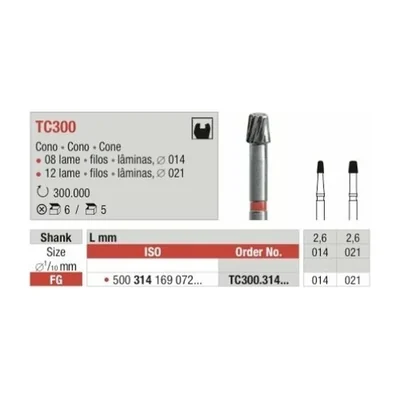 TC300
Cono • Cono • Cone
• 08 lame • filos • lâminas, Ø 014
• 12 lame • filos • lâminas, Ø 021
300.000
6 / 5
Shank L mm 2,6 2,6
Size ISO Order No. 014 021
Ø 1/10 mm
FG • 500 314 169 072... TC300.314... 014 021